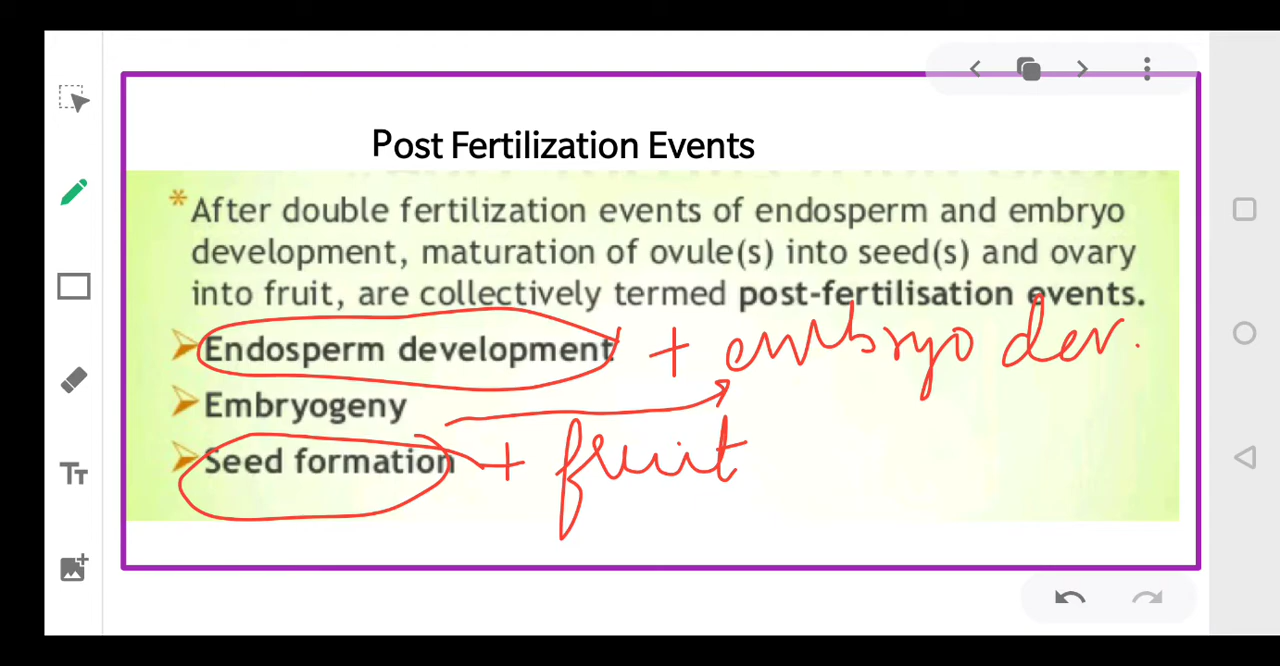 Post Fertilization Events
* After double fertilization events of endosperm and embryo
development, maturation of ovule(s) into seed(s) and ovary
into fruit, are collectively termed post-fertilisation events.
Endosperm development + embryo dev.
Embryogeny
Seed formation + fruit
Tт